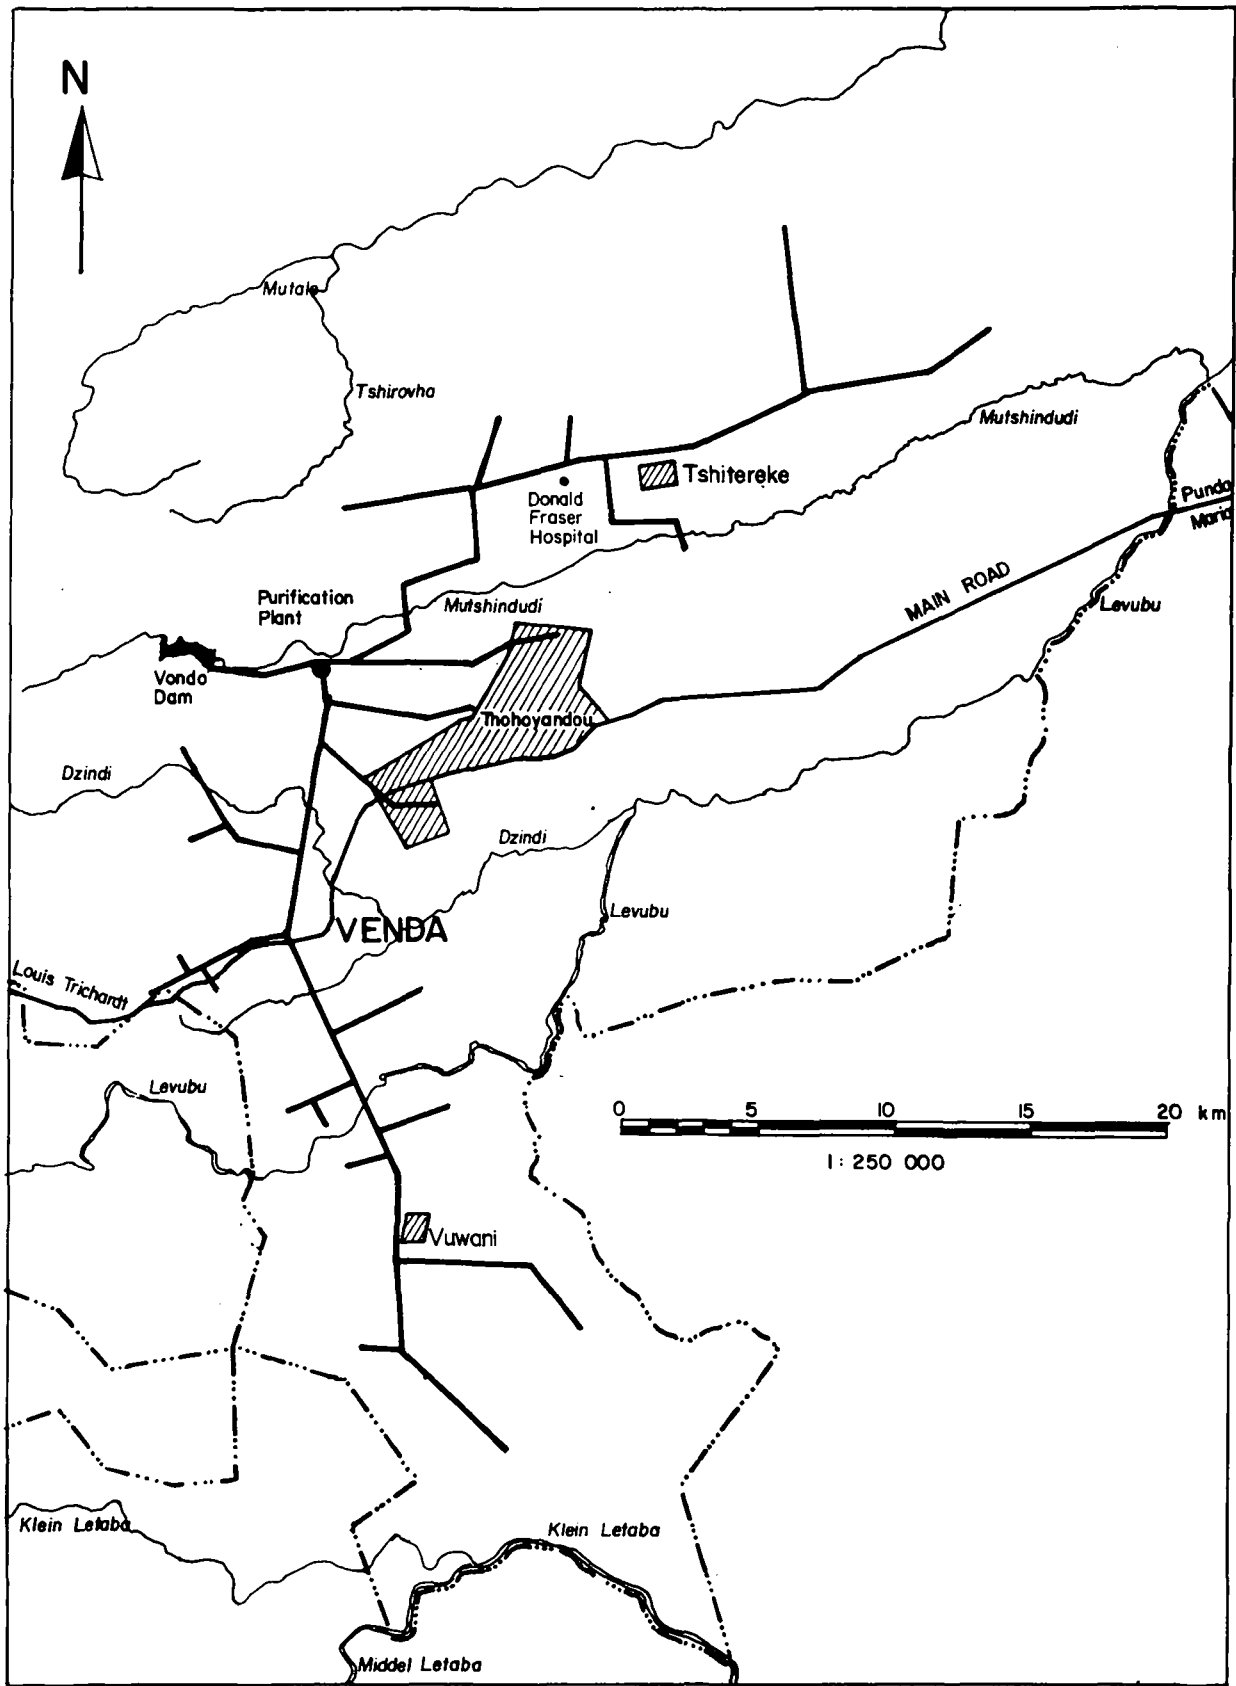 N
Mutale
Tshirovha
Mutshindudi
Tshitereke
Donald
Fraser
Hospital
Punda
Maria
MAIN ROAD
Levubu
Purification
Plant
Mutshindudi
Vondo
Dam
Thohoyandou
Dzindi
Dzindi
Levubu
VENDA
Louis Trichardt
Levubu
0 5 10 15 20 km
1: 250 000
Vuwani
Klein Letaba
Klein Letaba
Middel Letaba